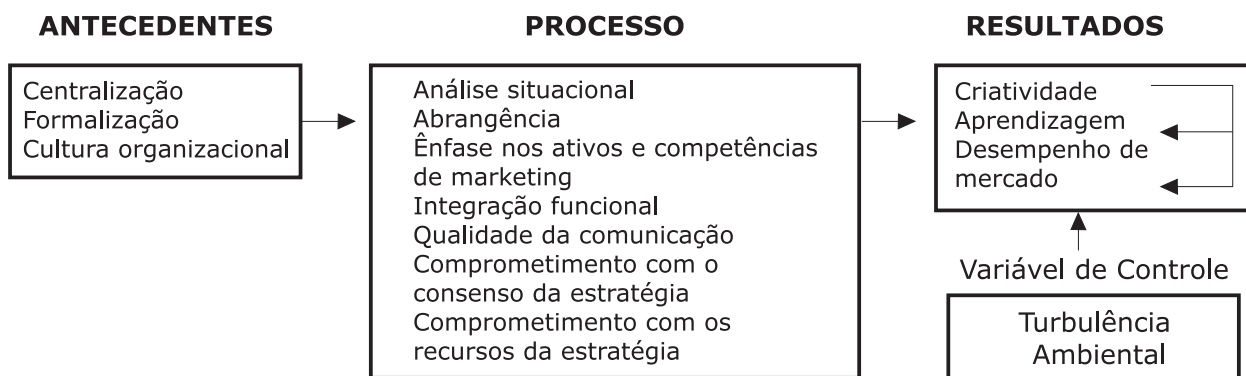 ANTECEDENTES
Centralização
Formalização
Cultura organizacional
PROCESSO
Análise situacional
Abrangência
Ênfase nos ativos e competências
de marketing
Integração funcional
Qualidade da comunicação
Comprometimento com o
consenso da estratégia
Comprometimento com os
recursos da estratégia
RESULTADOS
Criatividade
Aprendizagem
Desempenho de
mercado
Variável de Controle
Turbulência
Ambiental